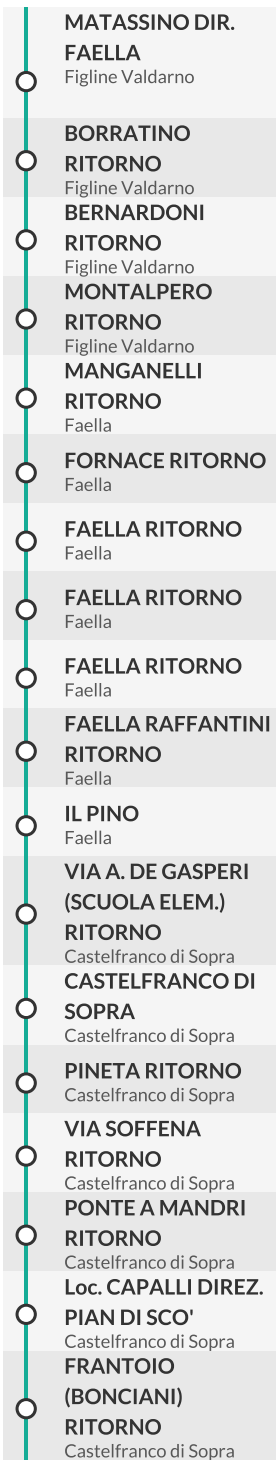 MATASSINO DIR.
FAELLA
Figline Valdarno
BORRATINO
RITORNO
Figline Valdarno
BERNARDONI
RITORNO
Figline Valdarno
MONTALPERO
RITORNO
Figline Valdarno
MANGANELLI
RITORNO
Faella
FORNACE RITORNO
Faella
FAELLA RITORNO
Faella
FAELLA RITORNO
Faella
FAELLA RITORNO
Faella
FAELLA RAFFANTINI
RITORNO
Faella
IL PINO
Faella
VIA A. DE GASPERI
(SCUOLA ELEM.)
RITORNO
Castelfranco di Sopra
CASTELFRANCO DI
SOPRA
Castelfranco di Sopra
PINETA RITORNO
Castelfranco di Sopra
VIA SOFFENA
RITORNO
Castelfranco di Sopra
PONTE A MANDRI
RITORNO
Castelfranco di Sopra
Loc. CAPALLI DIREZ.
PIAN DI SCO'
Castelfranco di Sopra
FRANTOIO
(BONCIANI)
RITORNO
Castelfranco di Sopra